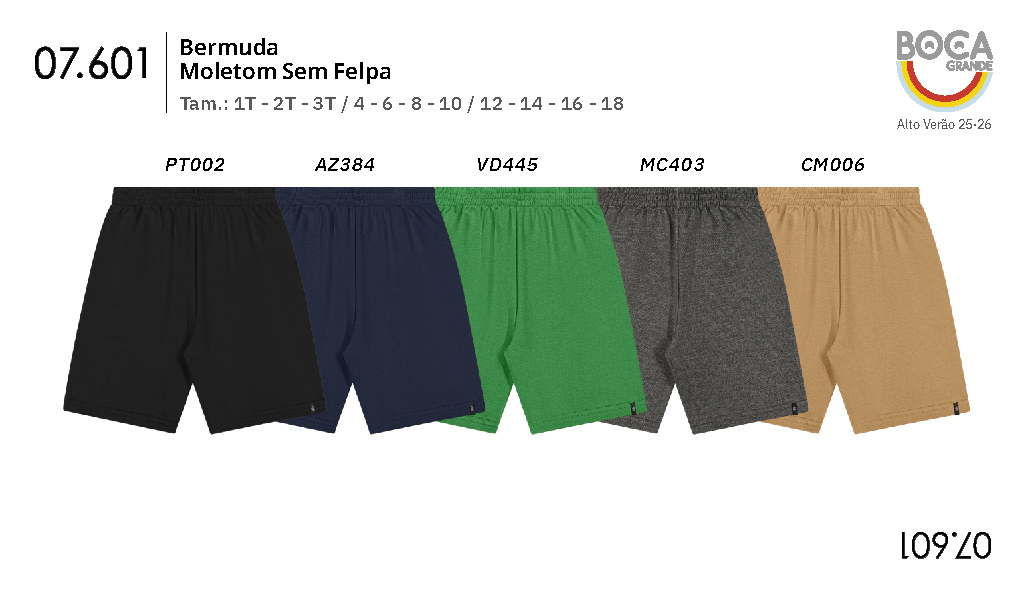 07.601
Bermuda
Moletom Sem Felpa
Tam.: 1T - 2T - 3T / 4 - 6 - 8 - 10 / 12 - 14 - 16 - 18
BOCA
GRANDE
Alto Verão 25-26
PT002
AZ384
VD445
MC403
CM006
07.601